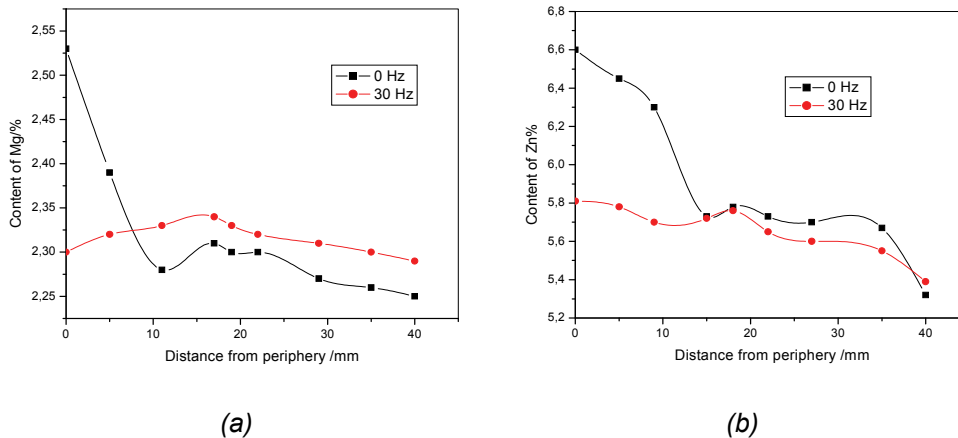 2,55
2,50
2,45
2,40
2,35
2,30
2,25
Content of Mg/%
0 Hz
30 Hz
0 10 20 30 40
Distance from periphery /mm
(a)
6,8
6,6
6,4
6,2
6,0
5,8
5,6
5,4
5,2
Content of Zn%
0 Hz
30 Hz
0 10 20 30 40
Distance from periphery /mm
(b)